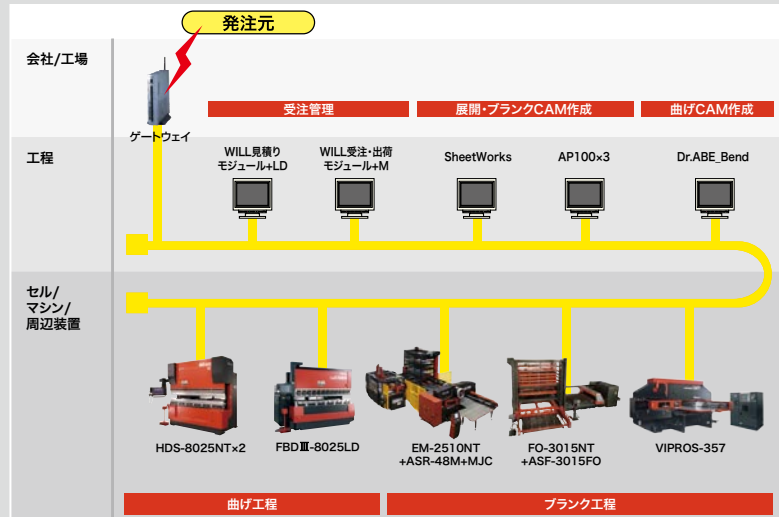 発注元
会社/工場
ゲートウェイ
受注管理
展開・ブランクCAM作成
曲げCAM作成
工程
WILL見積り
モジュール+LD
WILL受注・出荷
モジュール+M
SheetWorks
AP100×3
Dr.ABE_Bend
セル/
マシン/
周辺装置
HDS-8025NT×2
FBDⅢ-8025LD
EM-2510NT
+ASR-48M+MJC
FO-3015NT
+ASF-3015FO
VIPROS-357
曲げ工程
ブランク工程